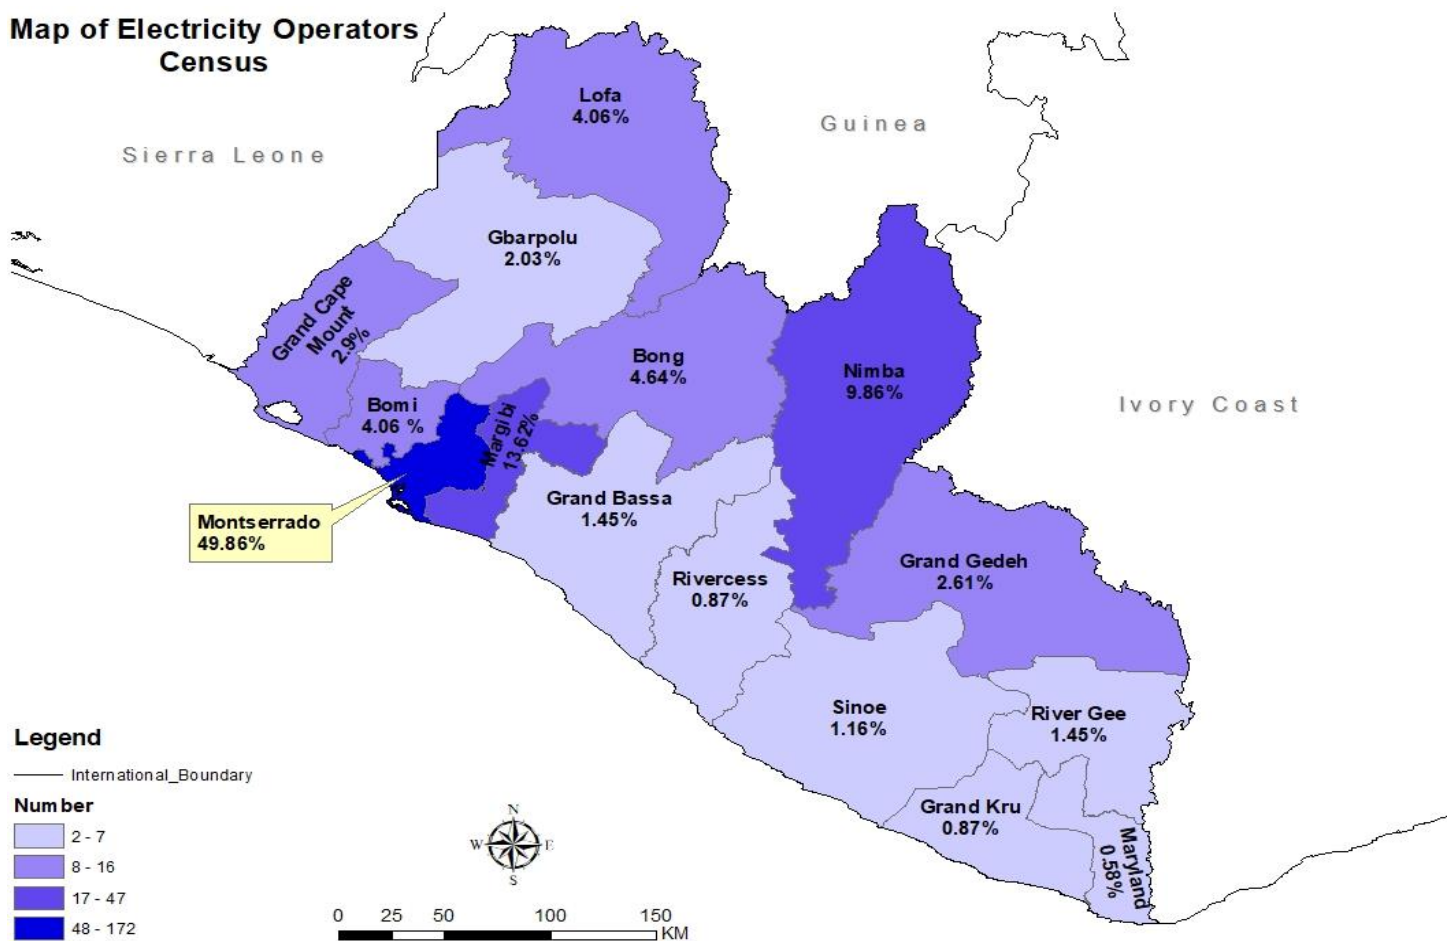 Map of Electricity Operators
Census
Sierra Leone
Guinea
Ivory Coast
Lofa
4.06%
Gbarpolu
2.03%
Grand Cape
Mount
2.9%
Bong
4.64%
Nimba
9.86%
Bomi
4.06 %
Margibi
13.62%
Montserrado
49.86%
Grand Bassa
1.45%
Rivercess
0.87%
Grand Gedeh
2.61%
Sinoe
1.16%
River Gee
1.45%
Grand Kru
0.87%
Maryland
0.58%
Legend
International_Boundary
Number
2 - 7
8 - 16
17 - 47
48 - 172
N
W E
S
0 25 50 100 150
KM